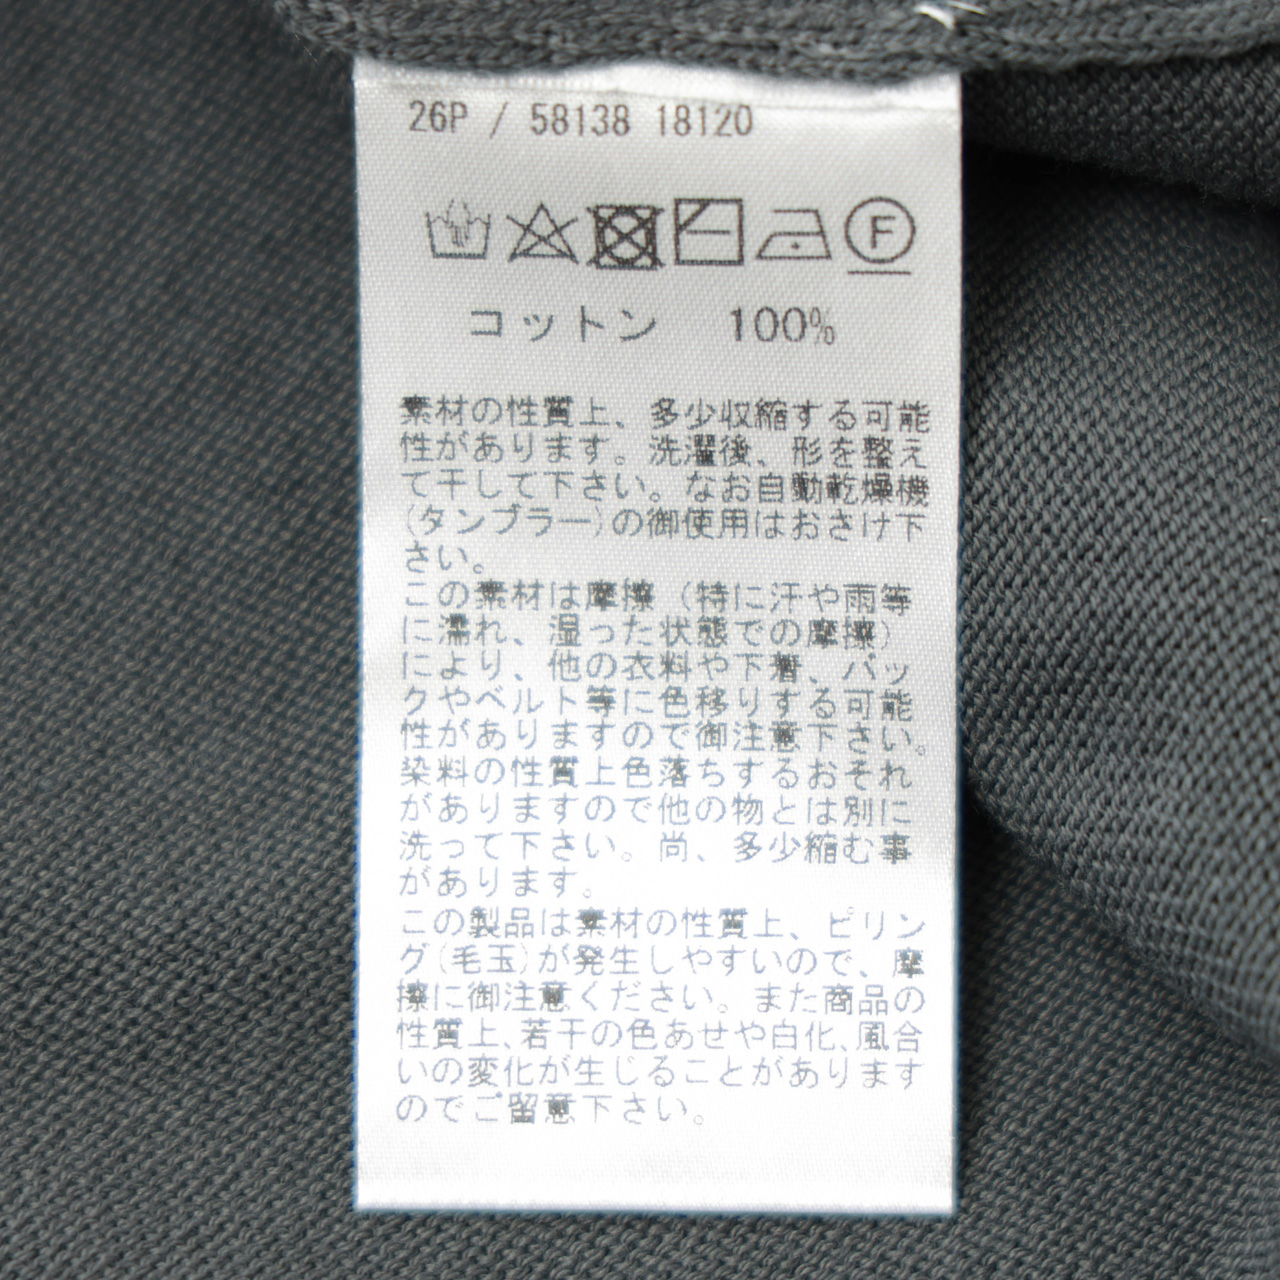 26P / 58138 18120
F
コットン 100%
素材の性質上、多少収縮する可能
性があります。洗濯後、形を整え
て干して下さい。なお自動乾燥機
(タンブラー)の御使用はおさけ下
さい。
この素材は摩擦(特に汗や雨等
に濡れ、湿った状態での摩擦)
により、他の衣料や下着、バッ
クやベルト等に色移りする可能
性がありますので御注意下さい。
染料の性質上色落ちするおそれ
がありますので他の物とは別に
洗って下さい。尚、多少縮む事
があります。
この製品は素材の性質上、ピリン
グ(毛玉)が発生しやすいので、摩
擦に御注意ください。また商品の
性質上、若干の色あせや白化、風合
いの変化が生じることがあります
のでご留意下さい。